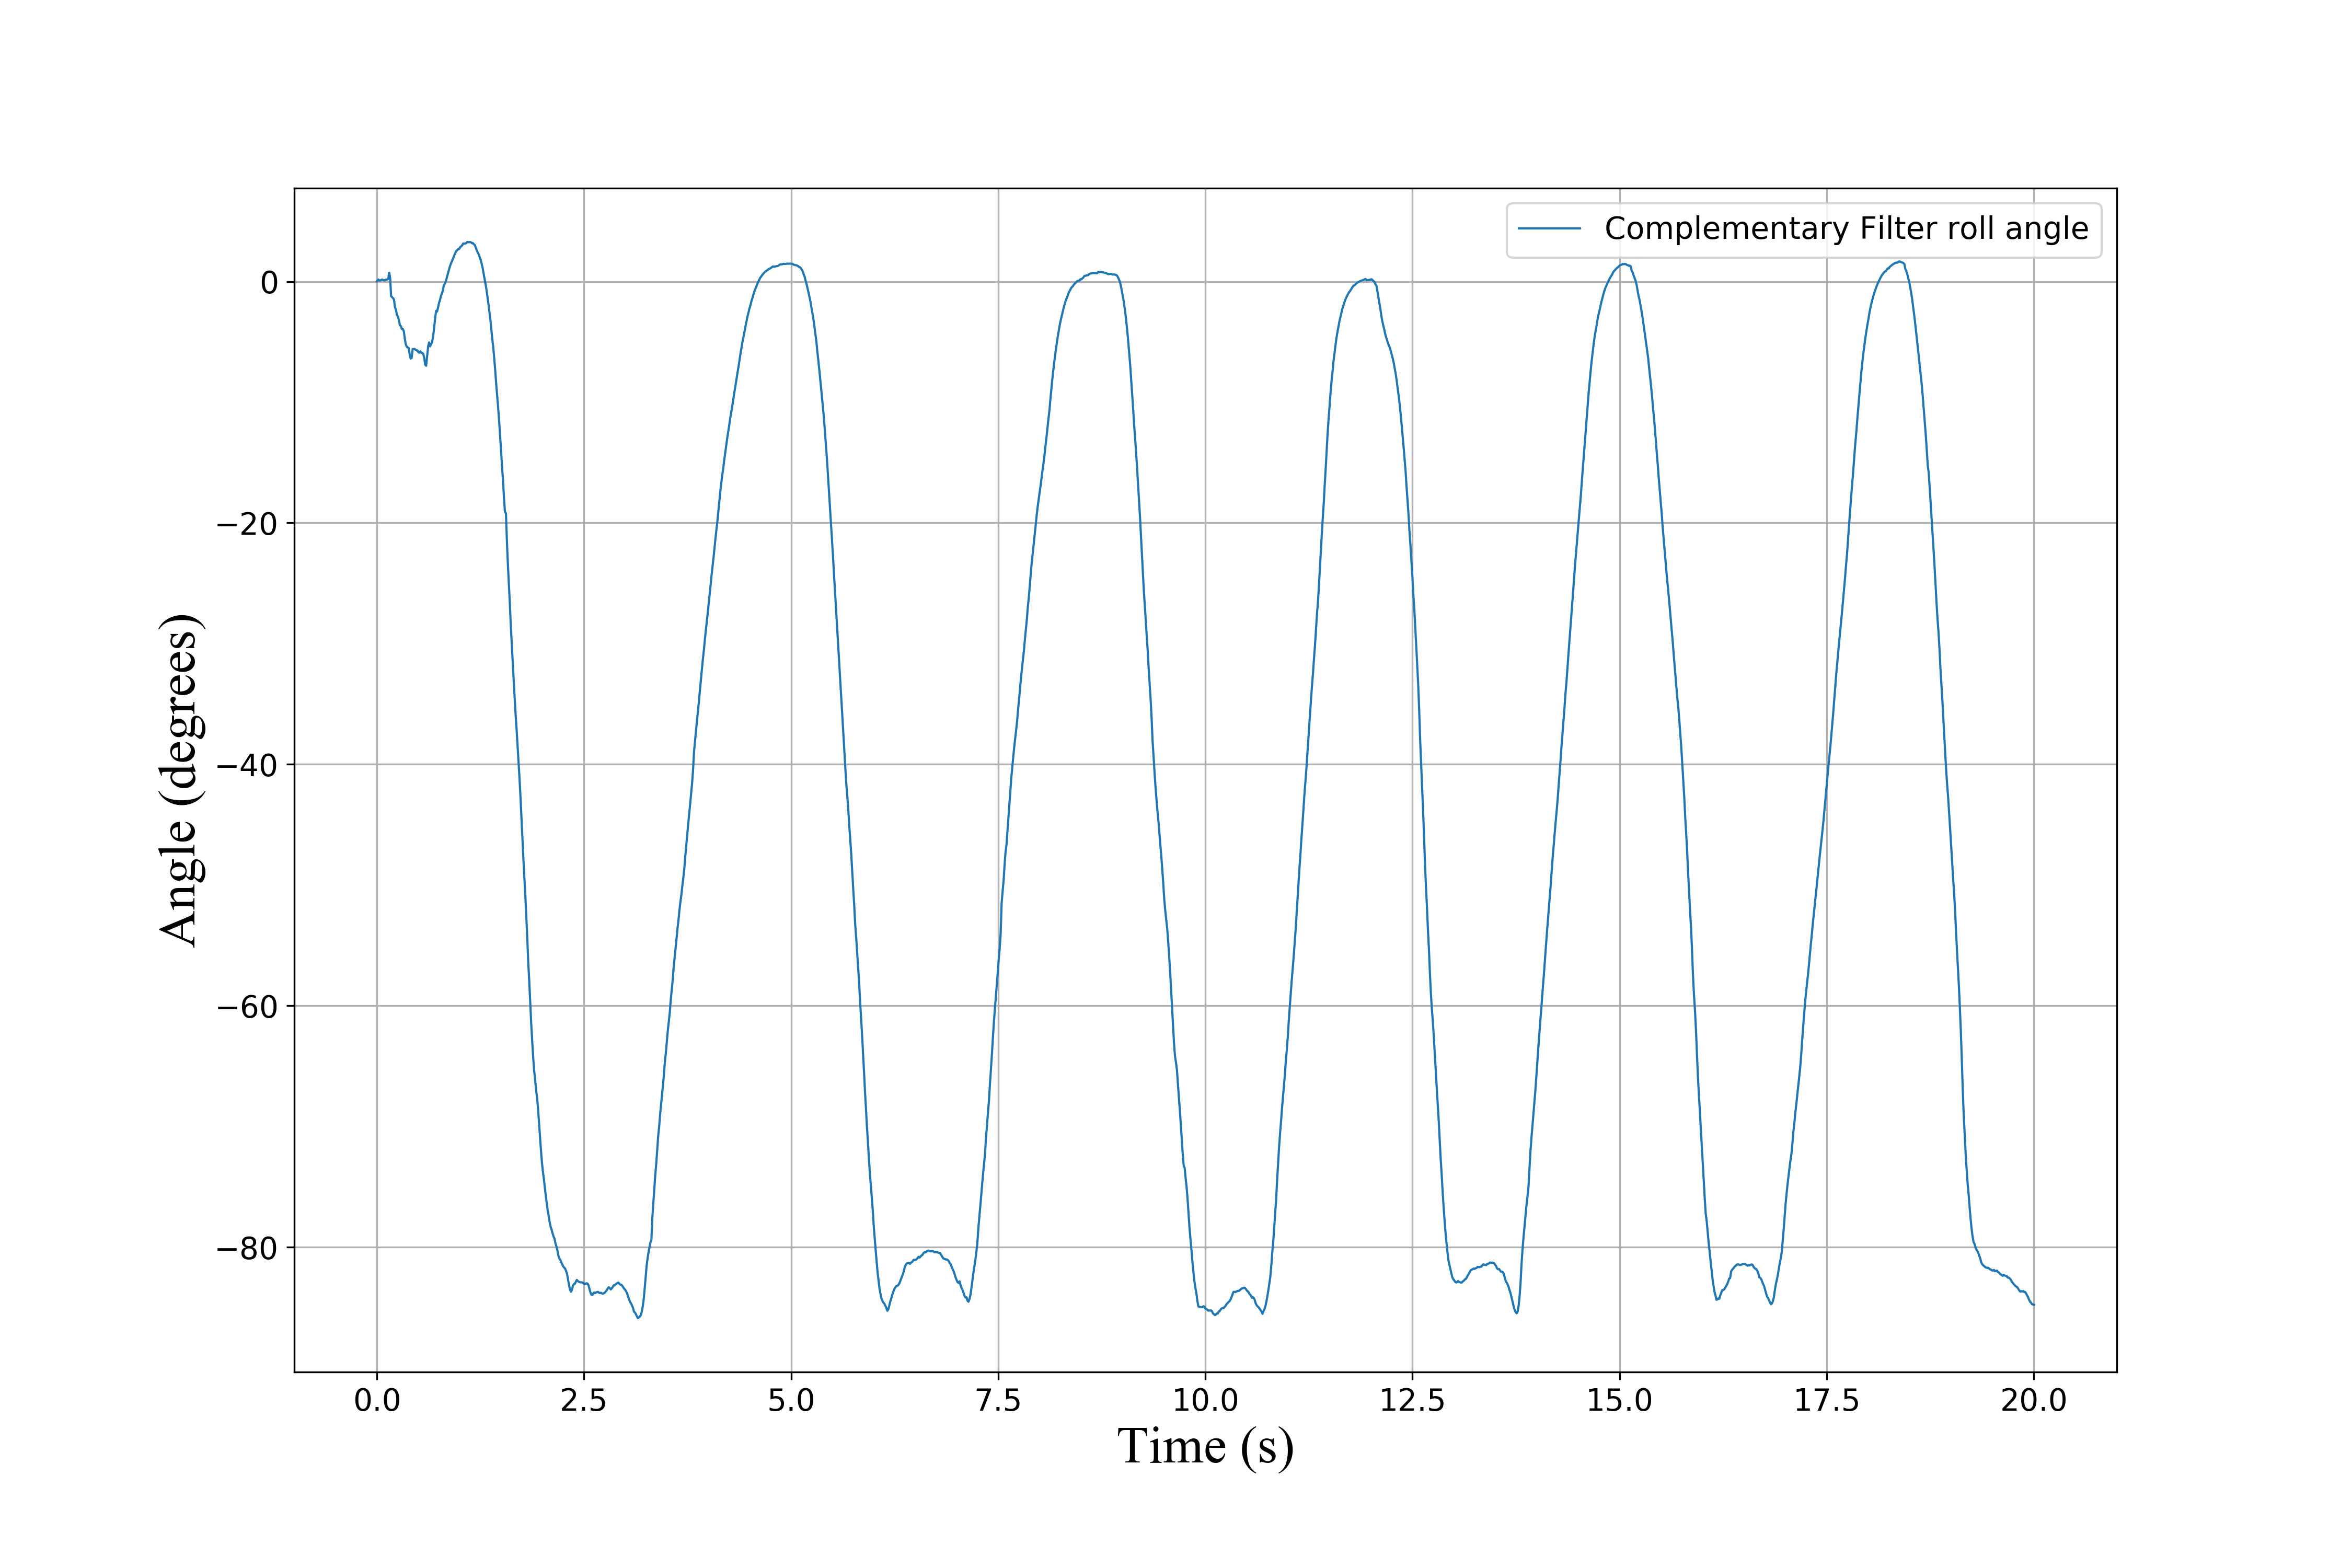 Complementary Filter roll angle
0
−20
−40
−60
−80
Angle (degrees)
0.0 2.5 5.0 7.5 10.0 12.5 15.0 17.5 20.0
Time (s)